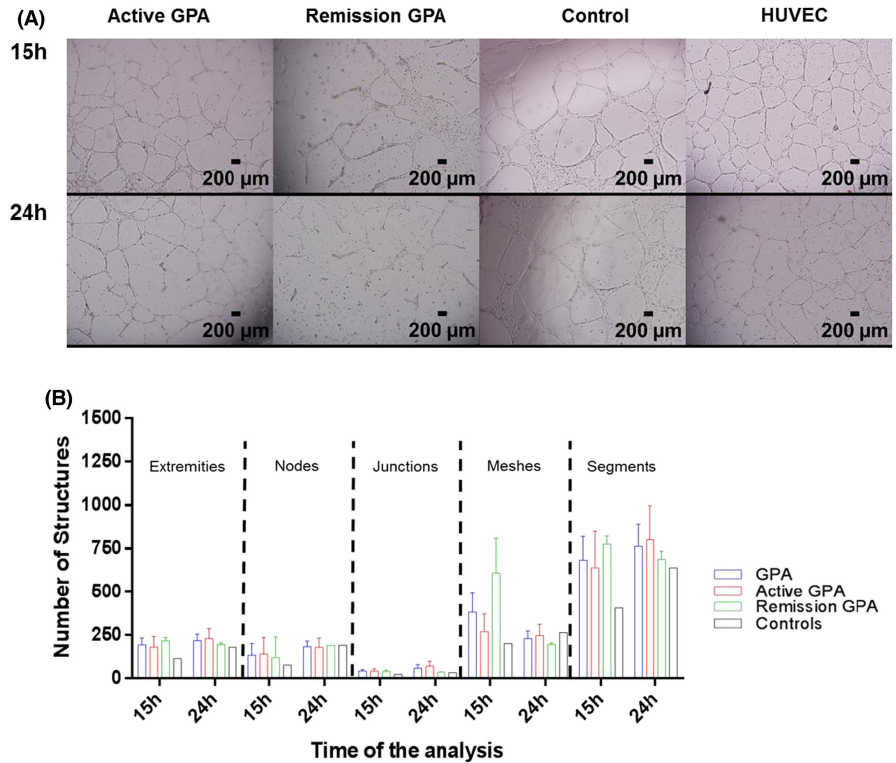 (A)
Active GPA Remission GPA Control HUVEC
15h
200 µm 200 µm 200 µm 200 µm
24h
200 µm 200 µm 200 µm 200 µm
(B)
Number of Structures
1500
1250
1000
750
500
250
0
Extremities Nodes Junctions Meshes Segments
15h 24h 15h 24h 15h 24h 15h 24h 15h 24h
Time of the analysis
GPA
Active GPA
Remission GPA
Controls